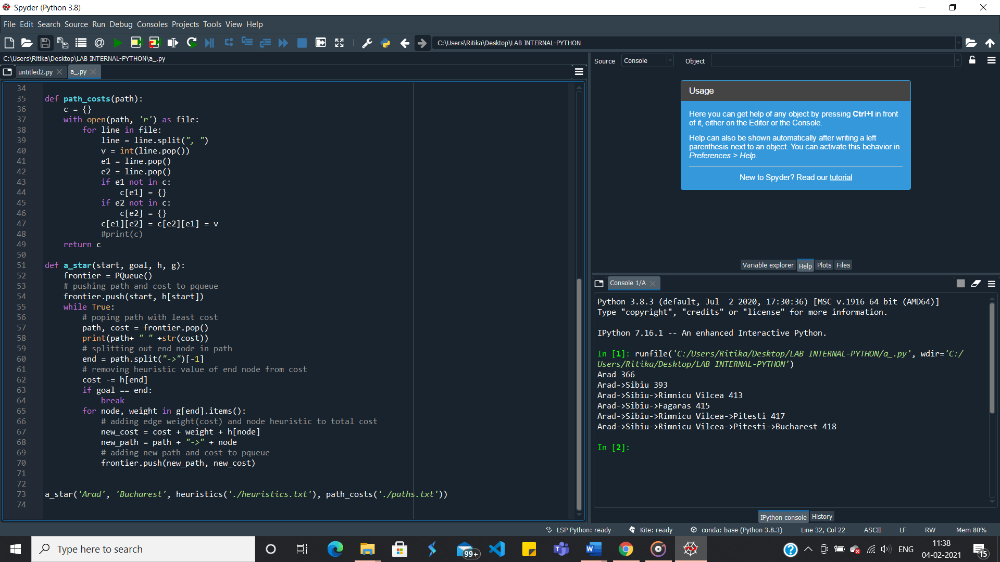 Spyder (Python 3.8)
File Edit Search Source Run Debug Consoles Projects Tools View Help
C:\Users\Ritika\Desktop\LAB INTERNAL-PYTHON
C:\Users\Ritika\Desktop\LAB INTERNAL-PYTHON\a_.py
untitled2.py
a_.py
34
35 def path_costs(path):
36     c = {}
37     with open(path, 'r') as file:
38         for line in file:
39             line = line.split(", ")
40             v = int(line.pop())
41             e1 = line.pop()
42             e2 = line.pop()
43             if e1 not in c:
44                 c[e1] = {}
45             if e2 not in c:
46                 c[e2] = {}
47             c[e1][e2] = c[e2][e1] = v
48             #print(c)
49     return c
50
51 def a_star(start, goal, h, g):
52     frontier = PQueue()
53     # pushing path and cost to pqueue
54     frontier.push(start, h[start])
55     while True:
56         # poping path with least cost
57         path, cost = frontier.pop()
58         print(path+ " " +str(cost))
59         # splitting out end node in path
60         end = path.split("->")[-1]
61         # removing heuristic value of end node from cost
62         cost -= h[end]
63         if goal == end:
64             break
65         for node, weight in g[end].items():
66             # adding edge weight(cost) and node heuristic to total cost
67             new_cost = cost + weight + h[node]
68             new_path = path + "->" + node
69             # adding new path and cost to pqueue
70             frontier.push(new_path, new_cost)
71
72
73 a_star('Arad', 'Bucharest', heuristics('./heuristics.txt'), path_costs('./paths.txt'))
74
Source Console Object
Usage
Here you can get help of any object by pressing Ctrl+I in front
of it, either on the Editor or the Console.
Help can also be shown automatically after writing a left
parenthesis next to an object. You can activate this behavior in
Preferences > Help.
New to Spyder? Read our tutorial
Variable explorer Help Plots Files
Console 1/A
Python 3.8.3 (default, Jul  2 2020, 17:30:36) [MSC v.1916 64 bit (AMD64)]
Type "copyright", "credits" or "license" for more information.
IPython 7.16.1 -- An enhanced Interactive Python.
In [1]: runfile('C:/Users/Ritika/Desktop/LAB INTERNAL-PYTHON/a_.py', wdir='C:/
Users/Ritika/Desktop/LAB INTERNAL-PYTHON')
Arad 366
Arad->Sibiu 393
Arad->Sibiu->Rimnicu Vilcea 413
Arad->Sibiu->Fagaras 415
Arad->Sibiu->Rimnicu Vilcea->Pitesti 417
Arad->Sibiu->Rimnicu Vilcea->Pitesti->Bucharest 418
In [2]:
IPython console History
LSP Python: ready Kite: ready conda: base (Python 3.8.3) Line 32, Col 22 ASCII LF RW Mem 80%
Type here to search
99+
ENG
11:38
04-02-2021
15